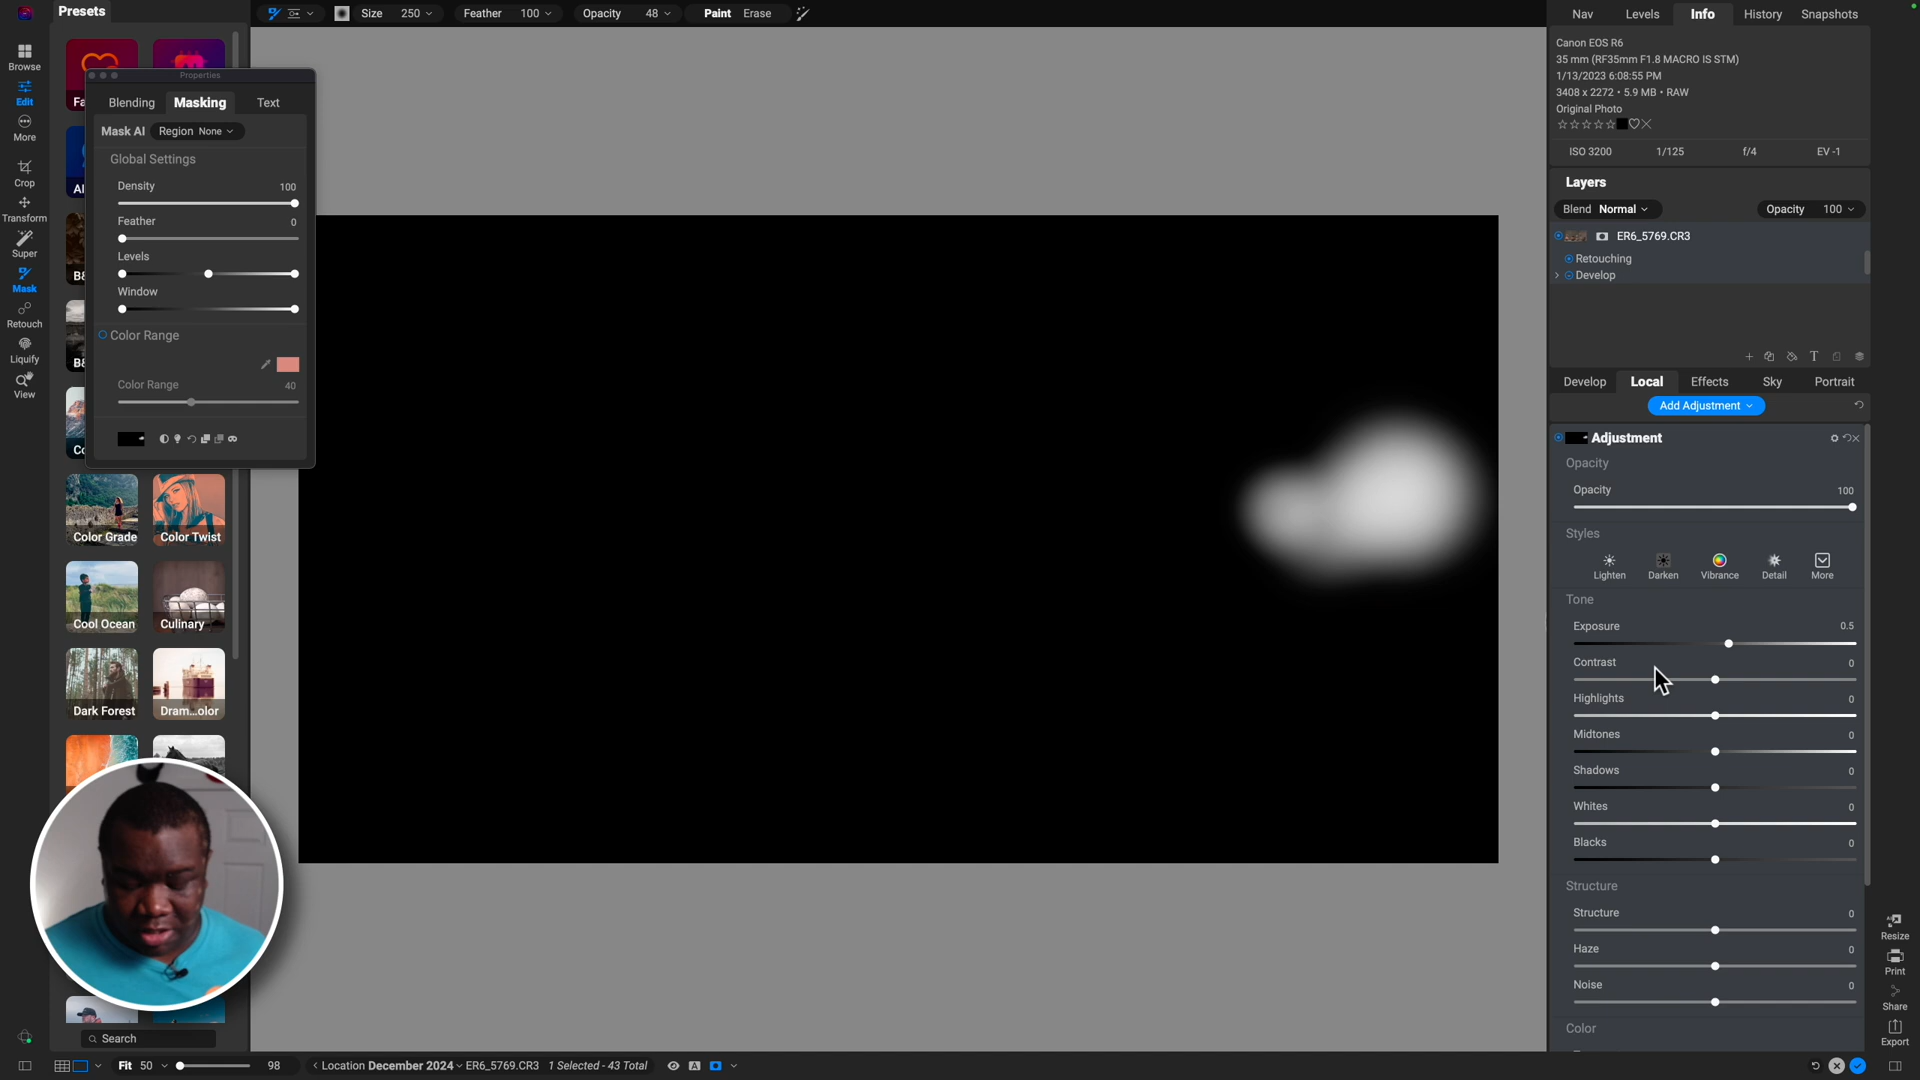 Presets
Size 250
Feather 100
Opacity 48
Paint Erase
Nav Levels Info History Snapshots
Browse
Edit
More
Crop
Transform
Super
Mask
Retouch
Liquify
View
Properties
Blending Masking Text
Mask AI Region None
Global Settings
Density 100
Feather 0
Levels
Window
Color Range
Color Range 40
Color Grade
Color Twist
Cool Ocean
Culinary
Dark Forest
Dram...olor
Search
Canon EOS R6
35 mm (RF35mm F1.8 MACRO IS STM)
1/13/2023 6:08:55 PM
3408 x 2272 • 5.9 MB • RAW
Original Photo
ISO 3200 1/125 f/4 EV -1
Layers
Blend Normal Opacity 100
ER6_5769.CR3
Retouching
Develop
Develop Local Effects Sky Portrait
Add Adjustment
Adjustment
Opacity
Opacity 100
Styles
Lighten Darken Vibrance Detail More
Tone
Exposure 0.5
Contrast 0
Highlights 0
Midtones 0
Shadows 0
Whites 0
Blacks 0
Structure
Structure 0
Haze 0
Noise 0
Color
Resize
Print
Share
Export
Fit 50 98 < Location December 2024 ER6_5769.CR3 1 Selected - 43 Total A